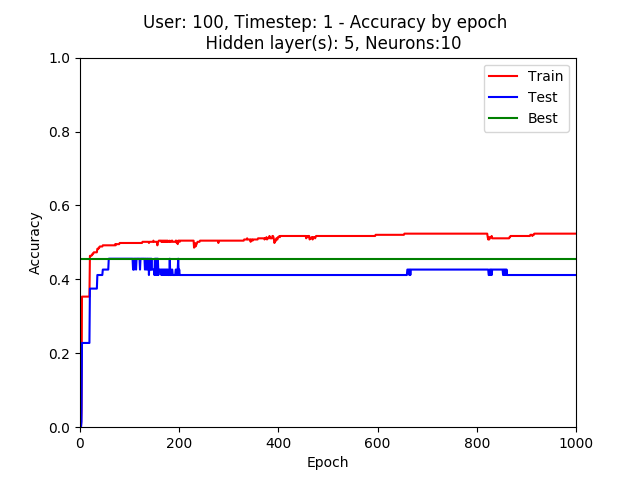 User: 100, Timestep: 1 - Accuracy by epoch
Hidden layer(s): 5, Neurons:10
1.0
0.8
0.6
0.4
0.2
0.0
Accuracy
Train
Test
Best
0 200 400 600 800 1000
Epoch